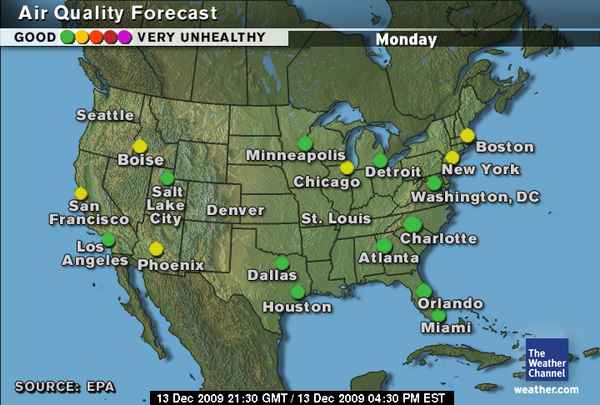 Air Quality Forecast
GOOD VERY UNHEALTHY
Monday
Seattle
Boise
Minneapolis
Boston
Chicago
Detroit
New York
San
Francisco
Salt
Lake
City
Denver
St. Louis
Washington, DC
Los
Angeles
Phoenix
Charlotte
Atlanta
Dallas
Houston
Orlando
Miami
The
Weather
Channel
weather.com
SOURCE: EPA
13 Dec 2009 21:30 GMT / 13 Dec 2009 04:30 PM EST